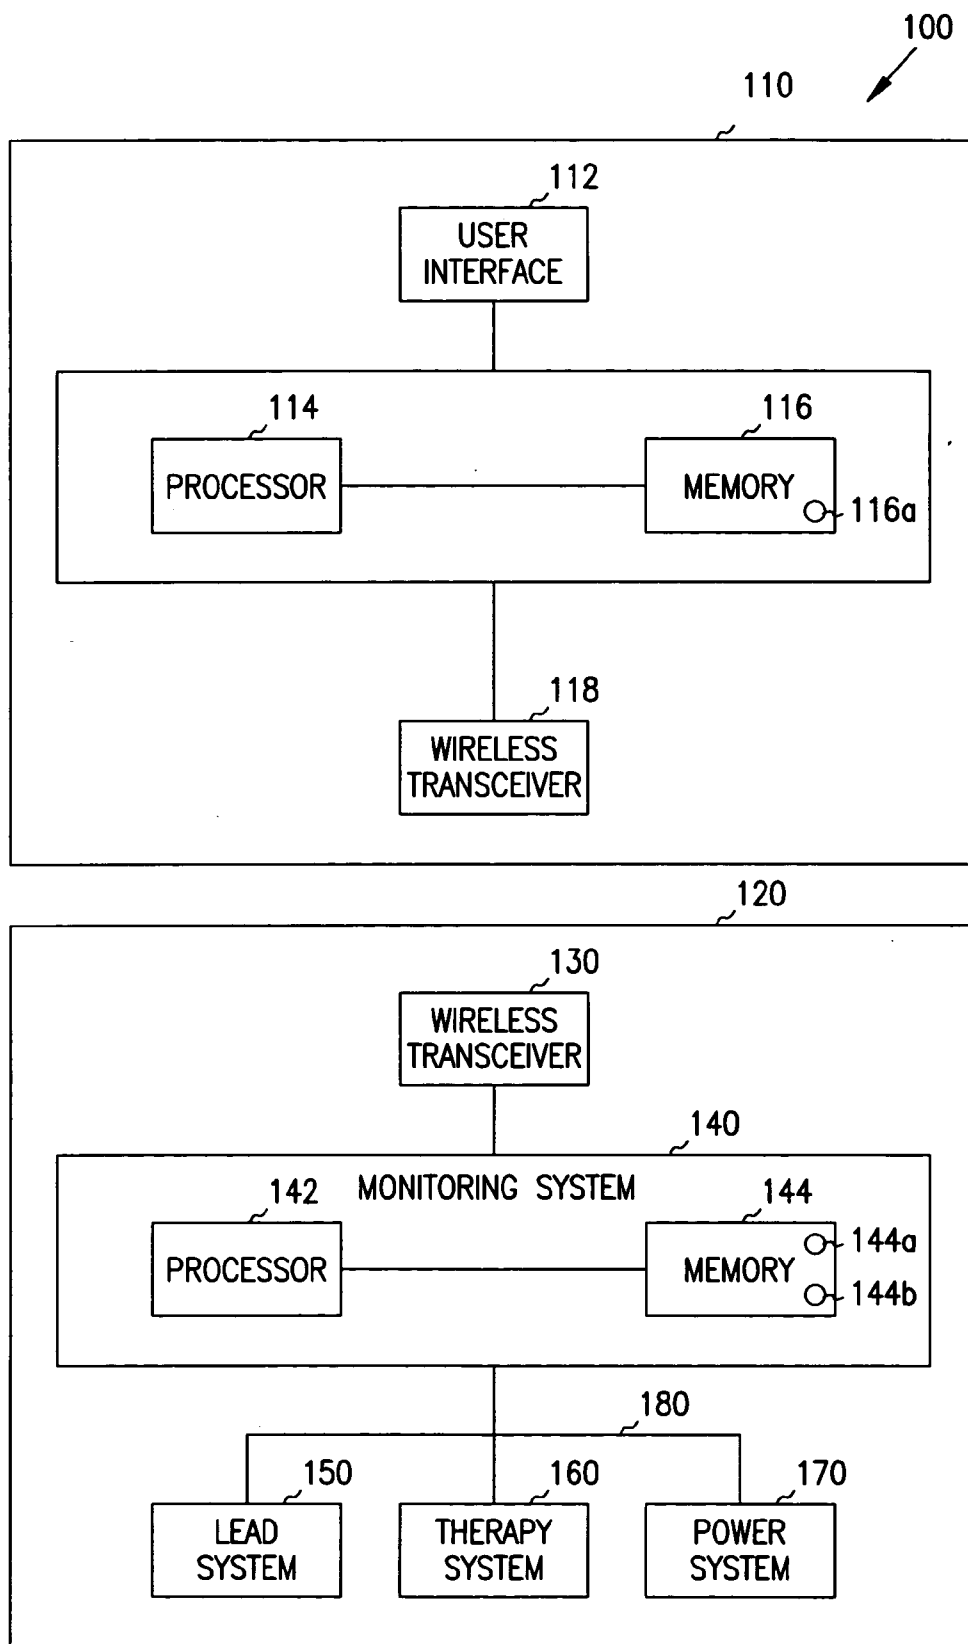 100
110
112
USER
INTERFACE
114
116
PROCESSOR
MEMORY
116a
118
WIRELESS
TRANSCEIVER
120
130
WIRELESS
TRANSCEIVER
140
MONITORING SYSTEM
142
144
PROCESSOR
MEMORY
144a
144b
180
150
160
170
LEAD
SYSTEM
THERAPY
SYSTEM
POWER
SYSTEM